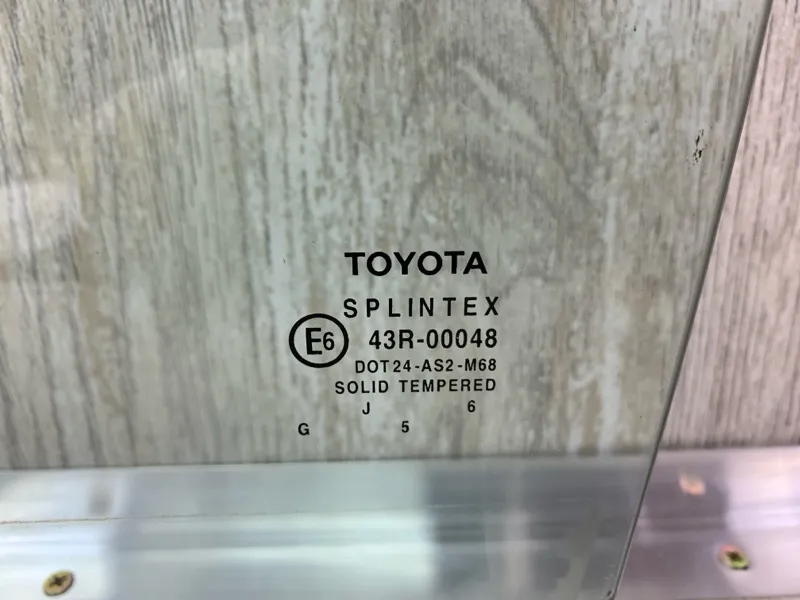 TOYOTA
SPLINTEX
E6 43R-00048
DOT24-AS2-M68
SOLID TEMPERED
J 6
G 5